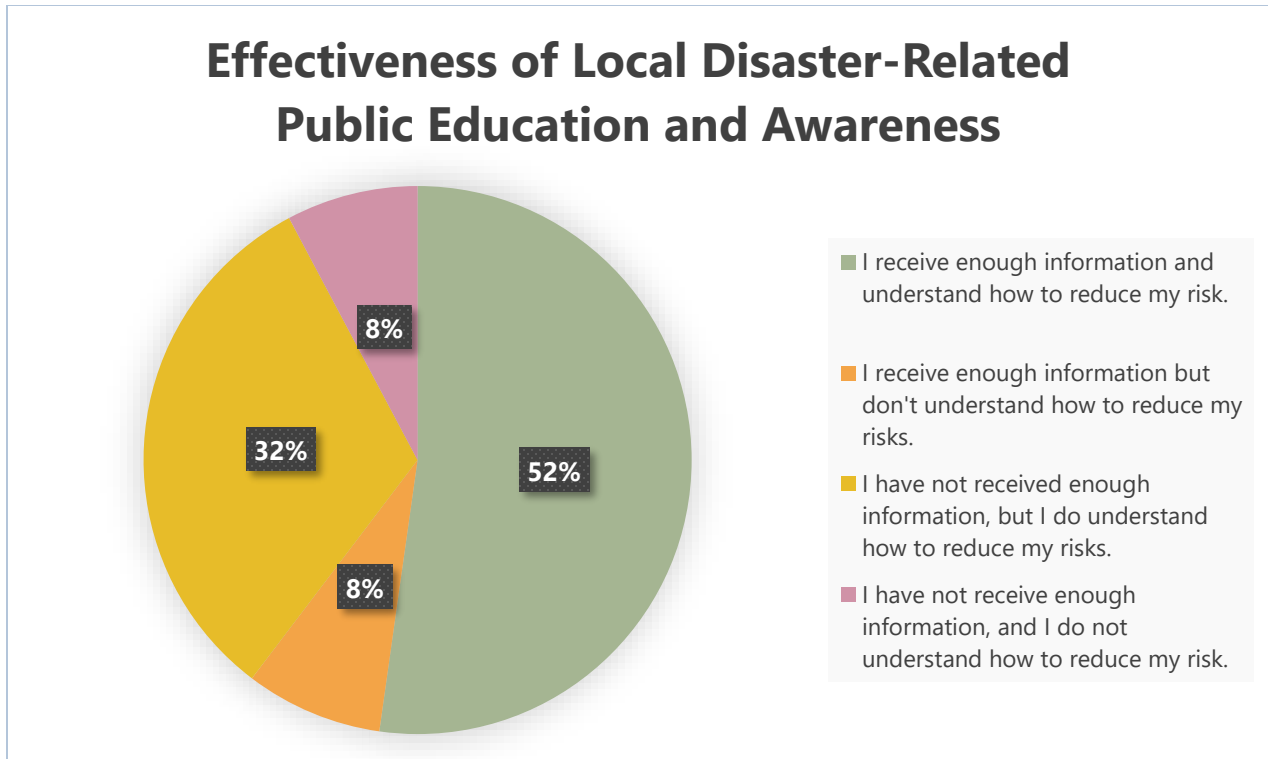 Effectiveness of Local Disaster-Related
Public Education and Awareness
8%
32%
52%
8%
I receive enough information and
understand how to reduce my risk.
I receive enough information but
don't understand how to reduce my
risks.
I have not received enough
information, but I do understand
how to reduce my risks.
I have not receive enough
information, and I do not
understand how to reduce my risk.